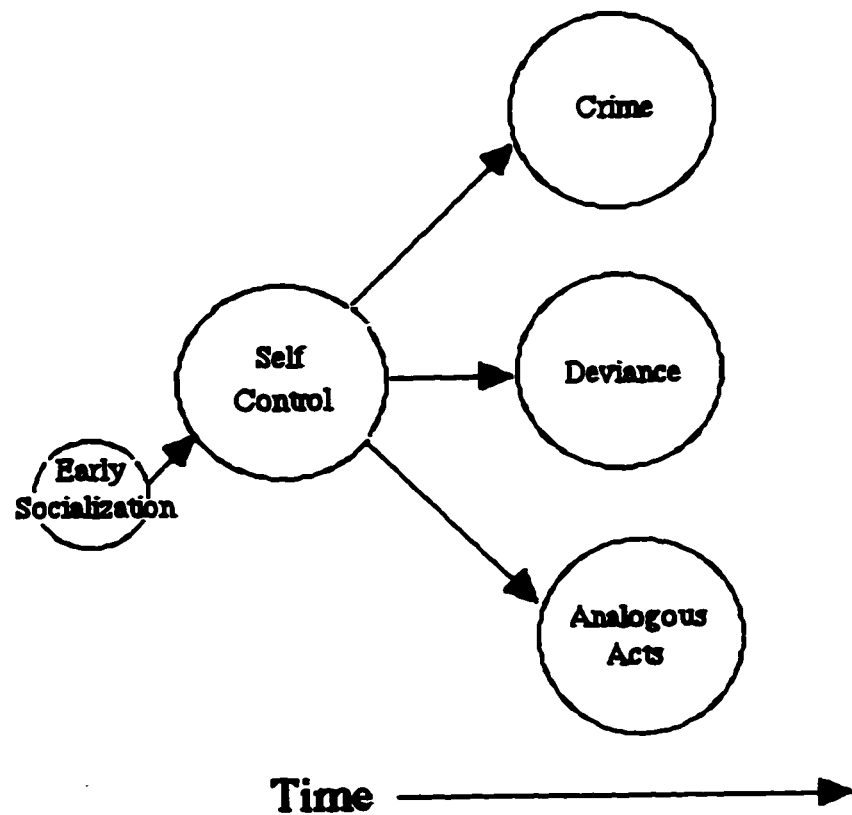 Crime
Self
Control
Deviance
Early
Socialization
Analogous
Acts
Time